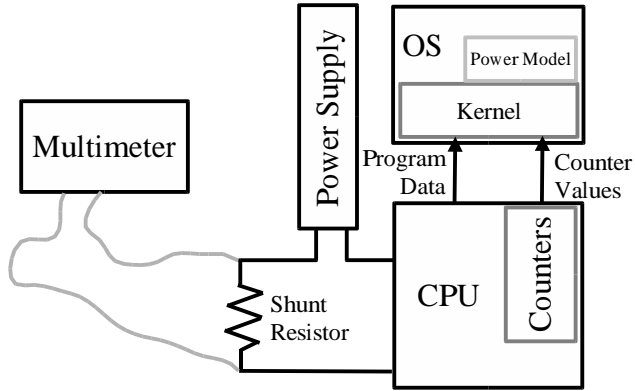 OS
Power Model
Kernel
Power Supply
Multimeter
Program
Data
Counter
Values
CPU
Counters
Shunt
Resistor